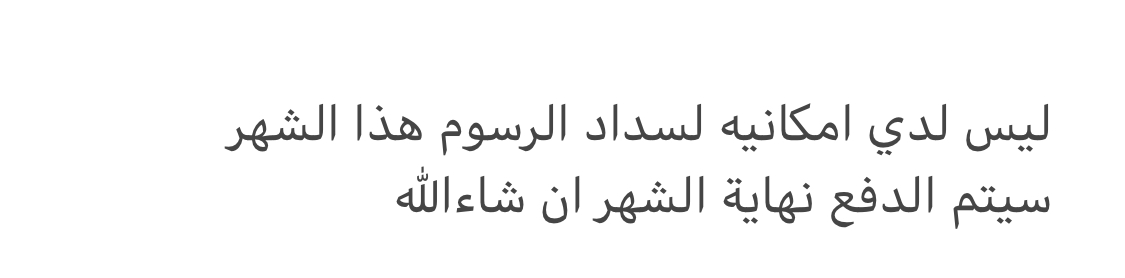 ليس لدي امكانيه لسداد الرسوم هذا الشهر
سيتم الدفع نهاية الشهر ان شاءالله